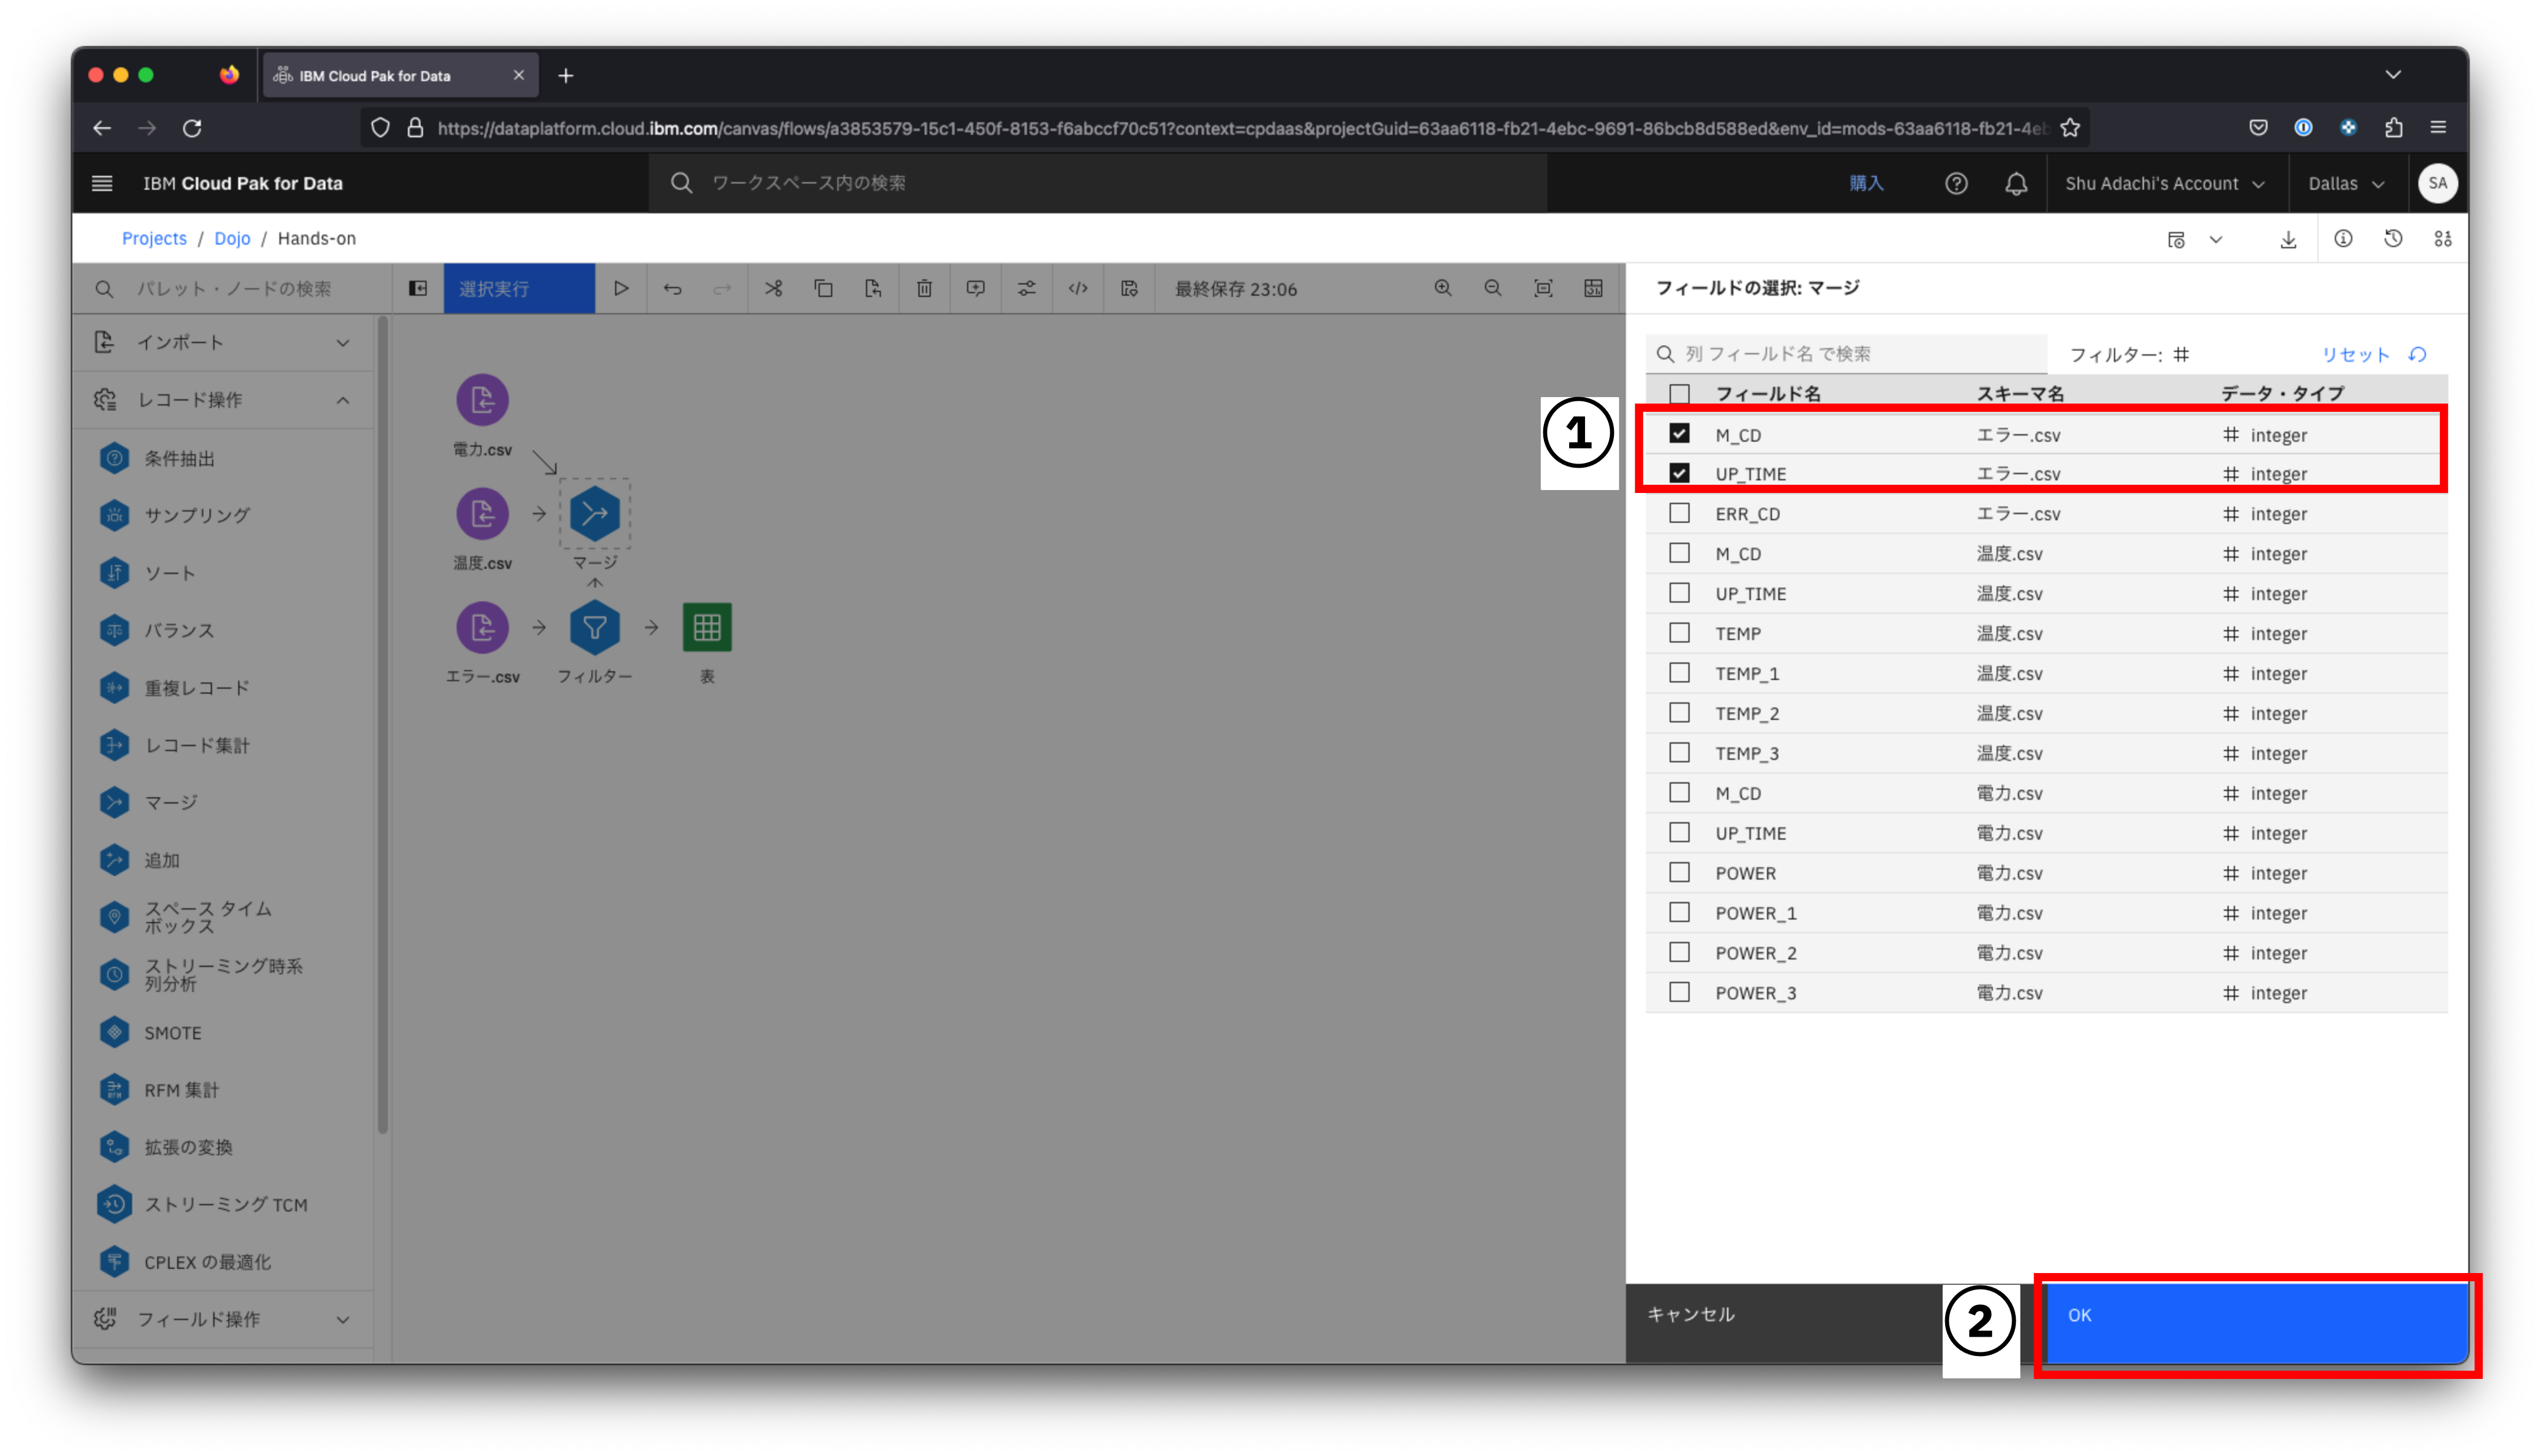 IBM Cloud Pak for Data
https://dataplatform.cloud.ibm.com/canvas/flows/a3853579-15c1-450f-8153-f6abccf70c51?context=cpdaas&projectGuid=63aa6118-fb21-4ebc-9691-86bcb8d588ed&env_id=mods-63aa6118-fb21-4eb
IBM Cloud Pak for Data
ワークスペース内の検索
購入
Shu Adachi's Account
Dallas
SA
Projects / Dojo / Hands-on
パレット・ノードの検索
選択実行
最終保存 23:06
インポート
レコード操作
条件抽出
サンプリング
ソート
バランス
重複レコード
レコード集計
マージ
追加
スペース タイム
ボックス
ストリーミング時系
列分析
SMOTE
RFM 集計
拡張の変換
ストリーミング TCM
CPLEX の最適化
フィールド操作
電力.csv
温度.csv
マージ
エラー.csv
フィルター
表
フィールドの選択: マージ
列 フィールド名 で検索
フィルター: #
リセット
フィールド名 スキーマ名 データ・タイプ
1
M_CD エラー.csv # integer
UP_TIME エラー.csv # integer
ERR_CD エラー.csv # integer
M_CD 温度.csv # integer
UP_TIME 温度.csv # integer
TEMP 温度.csv # integer
TEMP_1 温度.csv # integer
TEMP_2 温度.csv # integer
TEMP_3 温度.csv # integer
M_CD 電力.csv # integer
UP_TIME 電力.csv # integer
POWER 電力.csv # integer
POWER_1 電力.csv # integer
POWER_2 電力.csv # integer
POWER_3 電力.csv # integer
キャンセル
2
OK